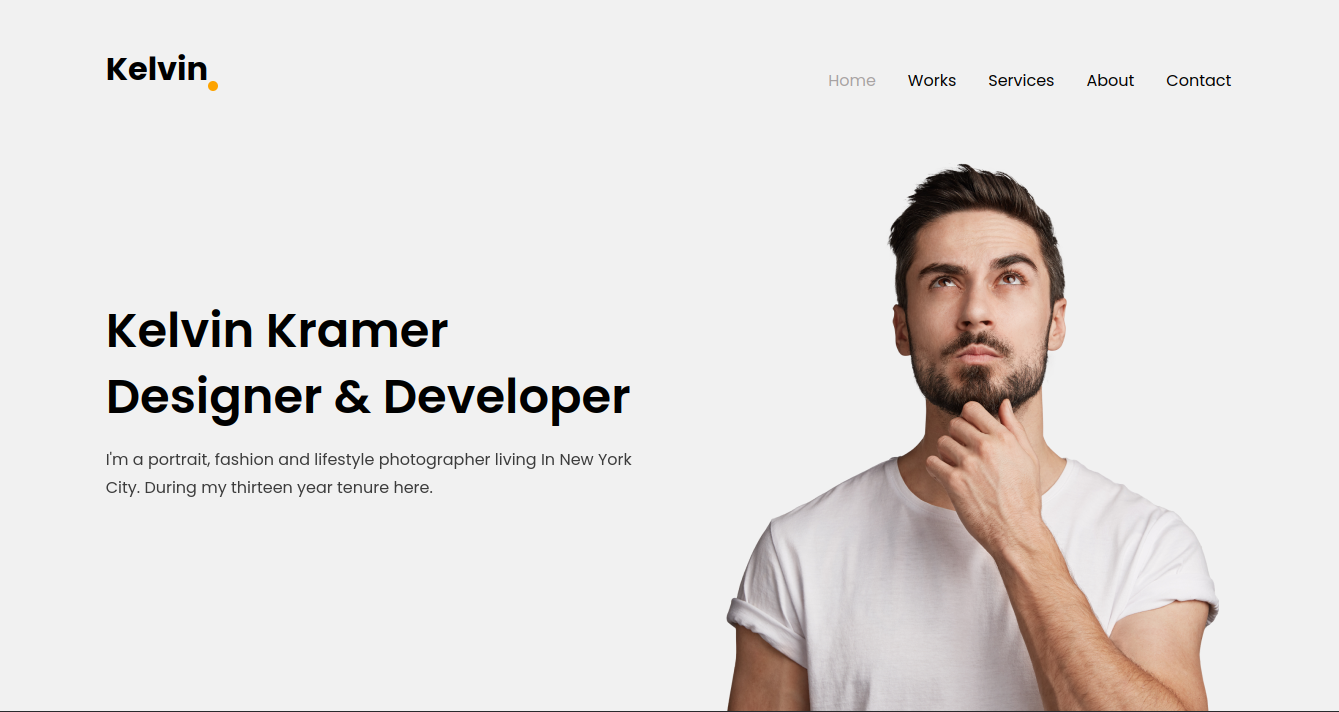 Kelvin
Home Works Services About Contact
Kelvin Kramer
Designer & Developer
I'm a portrait, fashion and lifestyle photographer living In New York
City. During my thirteen year tenure here.